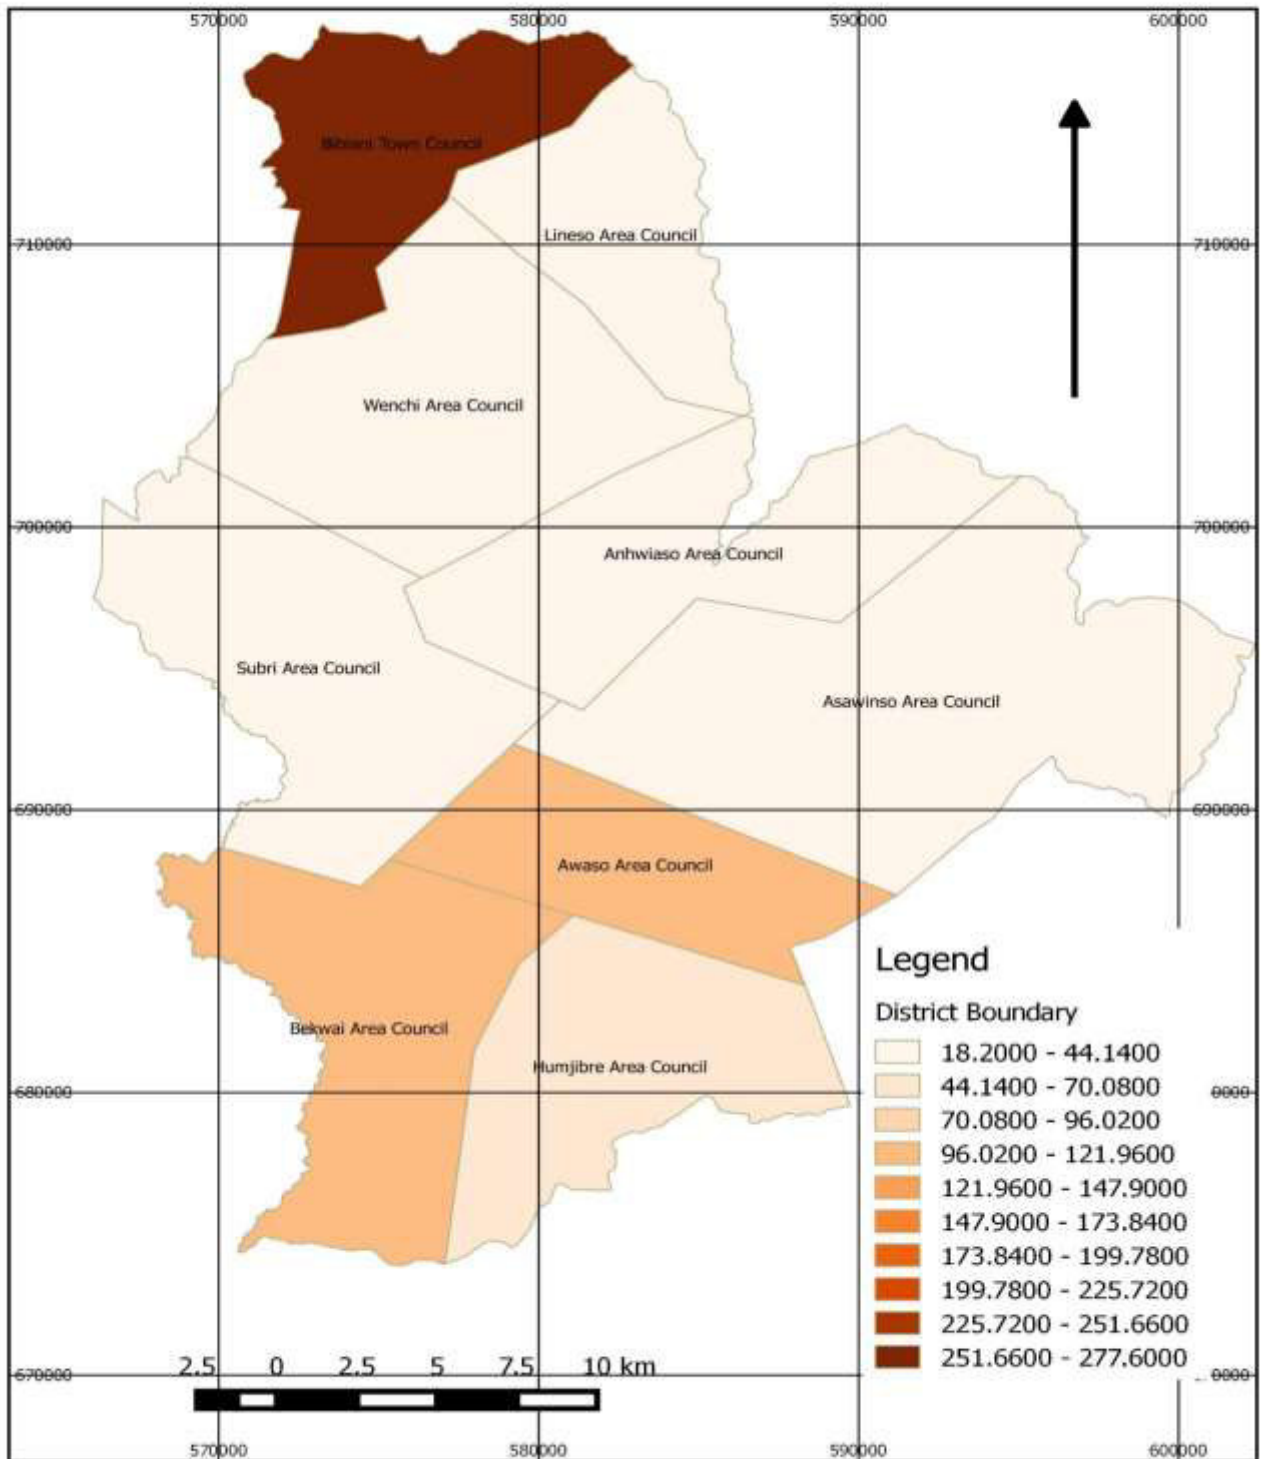 570000 580000 590000 600000
Bibiani Town Council
Lineso Area Council
710000 710000
Wenchi Area Council
700000 700000
Anhwiaso Area Council
Subri Area Council
Asawinso Area Council
690000
Awaso Area Council
Legend
District Boundary
Bekwai Area Council
18.2000 - 44.1400
Humjibre Area Council
44.1400 - 70.0800
680000 0000
70.0800 - 96.0200
96.0200 - 121.9600
121.9600 - 147.9000
147.9000 - 173.8400
173.8400 - 199.7800
199.7800 - 225.7200
225.7200 - 251.6600
251.6600 - 277.6000
2.5 0 2.5 5 7.5 10 km
670000 0000
570000 580000 590000 600000